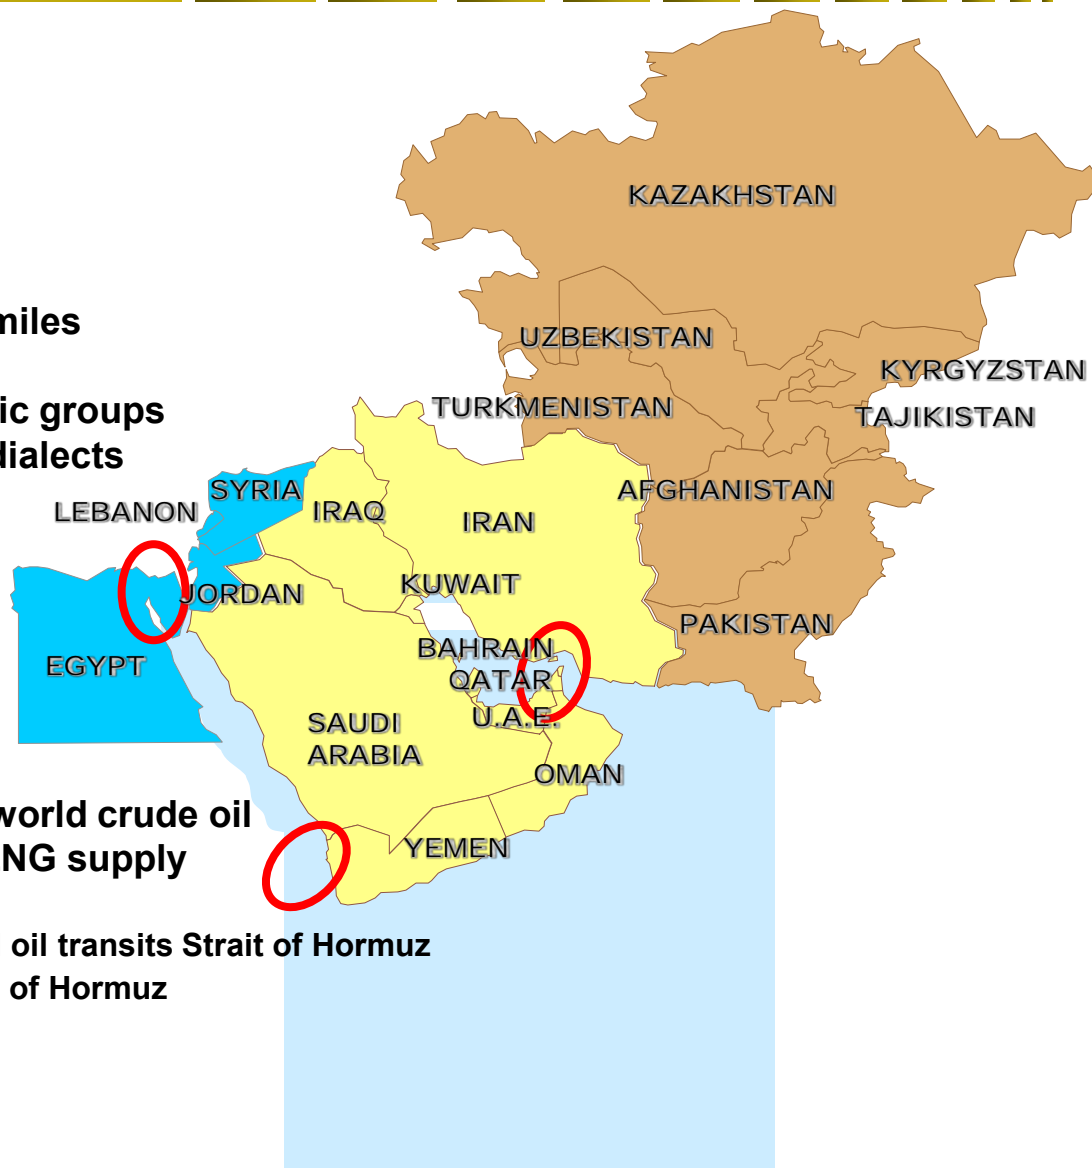 KAZAKHSTAN
miles
UZBEKISTAN
KYRGYZSTAN
ic groups
TURKMENISTAN
TAJIKISTAN
dialects
SYRIA
AFGHANISTAN
LEBANON
IRAQ
IRAN
KUWAIT
JORDAN
PAKISTAN
BAHRAIN
EGYPT
QATAR
U.A.E.
SAUDI
ARABIA
OMAN
world crude oil
YEMEN
NG supply
oil transits Strait of Hormuz
of Hormuz